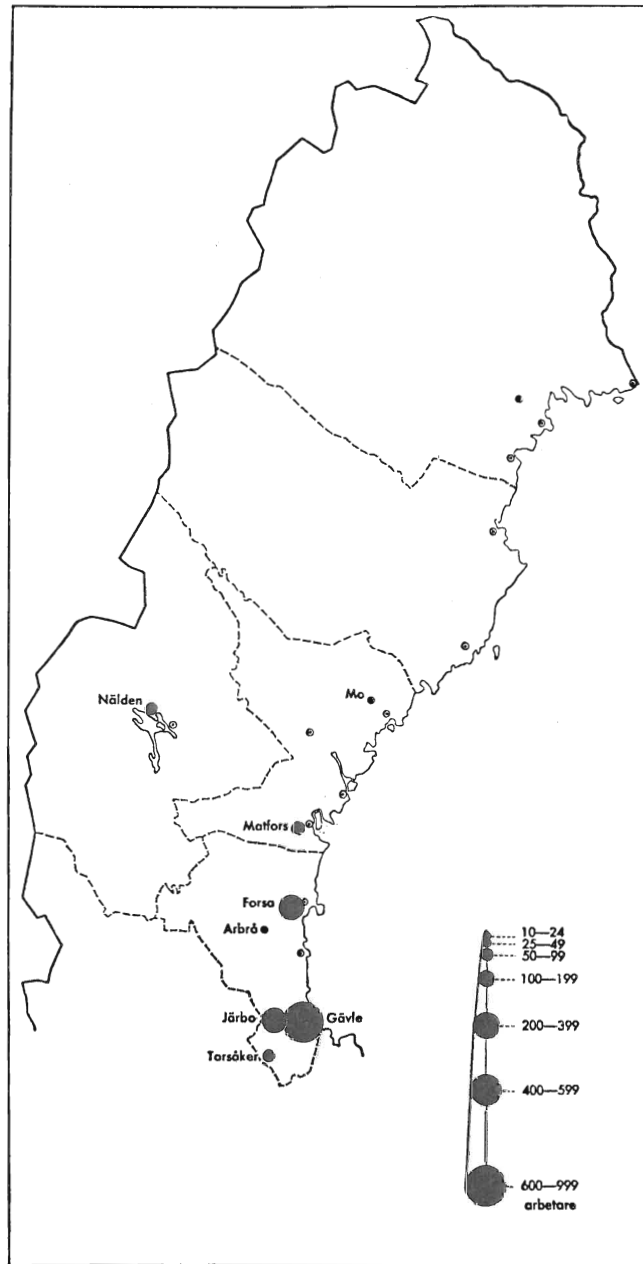 Nälden
Mo
Matfors
Forsa
Arbrå
Järbo
Gävle
Torsåker
10—24
25—49
50—99
100—199
200—399
400—599
600—999
arbetare